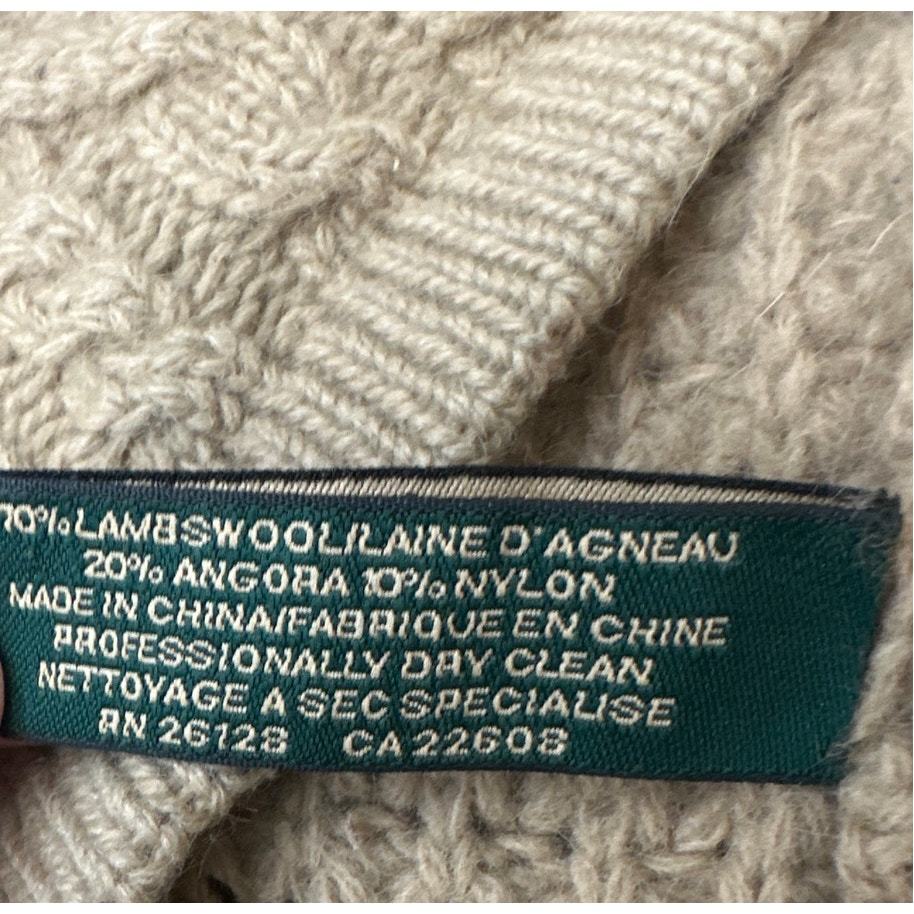 70% LAMBSWOOL/LAINE D'AGNEAU
20% ANGORA 10% NYLON
MADE IN CHINA/FABRIQUE EN CHINE
PROFESSIONALLY DRY CLEAN
NETTOYAGE A SEC SPECIALISE
RN 26128 CA 22608